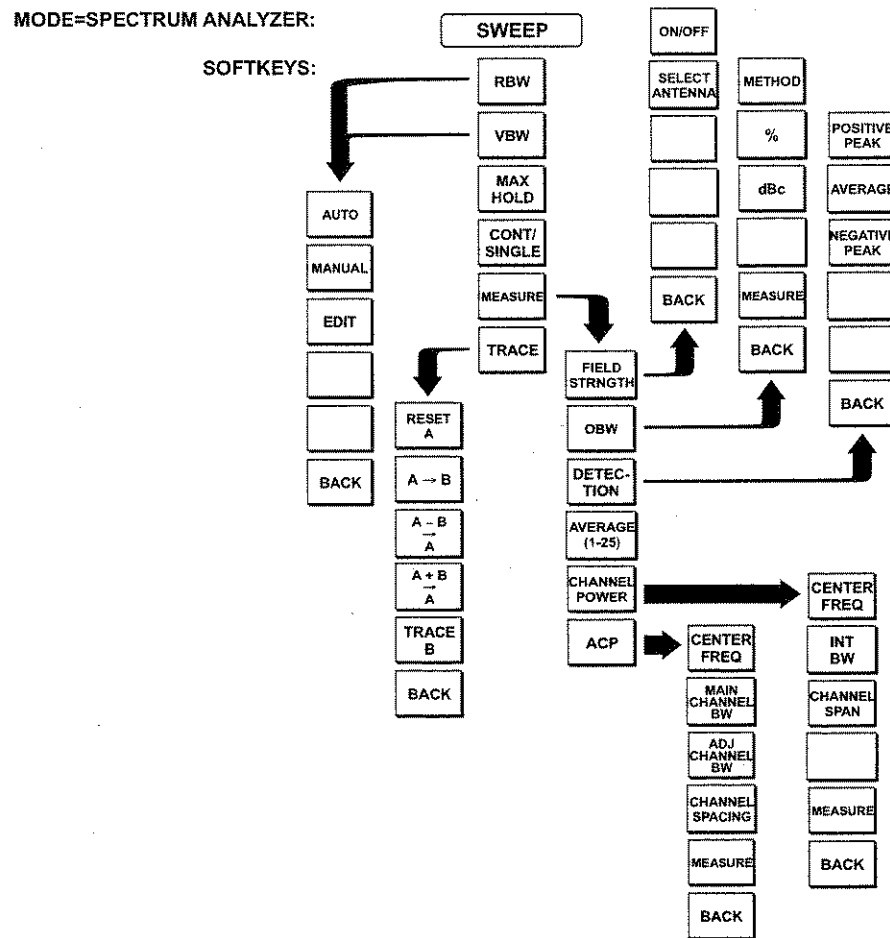 MODE=SPECTRUM ANALYZER:
SWEEP
SOFTKEYS:
RBW
VBW
MAX
HOLD
CONT/
SINGLE
MEASURE
TRACE
AUTO
MANUAL
EDIT
BACK
RESET
A
A → B
A – B
→
A
A + B
→
A
TRACE
B
BACK
FIELD
STRNGTH
OBW
DETEC-
TION
AVERAGE
(1-25)
CHANNEL
POWER
ACP
ON/OFF
SELECT
ANTENNA
BACK
METHOD
%
dBc
MEASURE
BACK
POSITIVE
PEAK
AVERAGE
NEGATIVE
PEAK
BACK
CENTER
FREQ
MAIN
CHANNEL
BW
ADJ
CHANNEL
BW
CHANNEL
SPACING
MEASURE
BACK
CENTER
FREQ
INT
BW
CHANNEL
SPAN
MEASURE
BACK